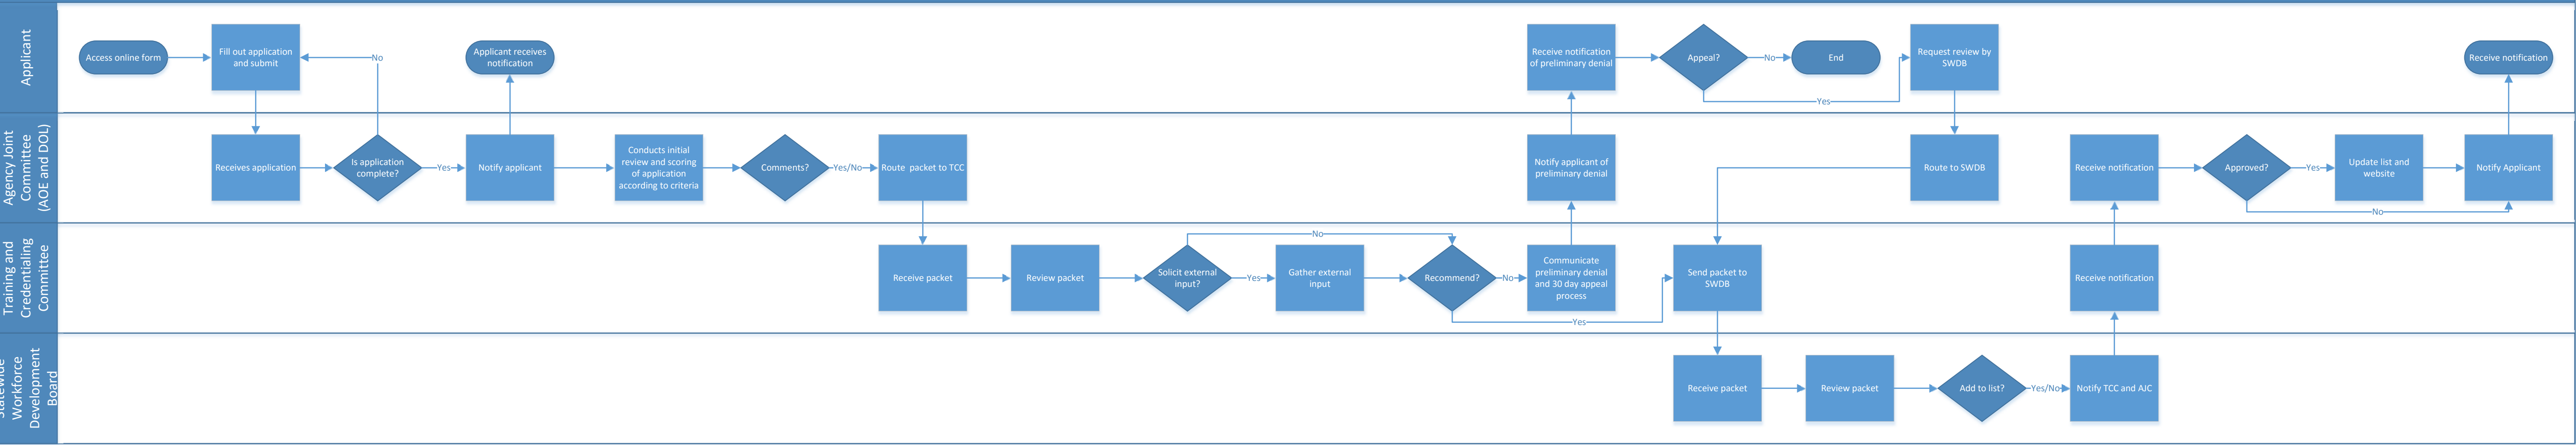 Applicant
Access online form
Fill out application
and submit
No
Applicant receives
notification
Receive notification
of preliminary denial
Appeal?
No
End
Yes
Request review by
SWDB
Receive notification
Agency Joint
Committee
(AOE and DOL)
Receives application
Is application
complete?
Yes
Notify applicant
Conducts initial
review and scoring
of application
according to criteria
Comments?
Yes/No
Route packet to TCC
Notify applicant of
preliminary denial
Route to SWDB
Receive notification
Approved?
Yes
No
Update list and
website
Notify Applicant
Training and
Credentialing
Committee
Receive packet
Review packet
Solicit external
input?
No
Yes
Gather external
input
Recommend?
No
Yes
Communicate
preliminary denial
and 30 day appeal
process
Send packet to
SWDB
Receive notification
Statewide
Workforce
Development
Board
Receive packet
Review packet
Add to list?
Yes/No
Notify TCC and AJC